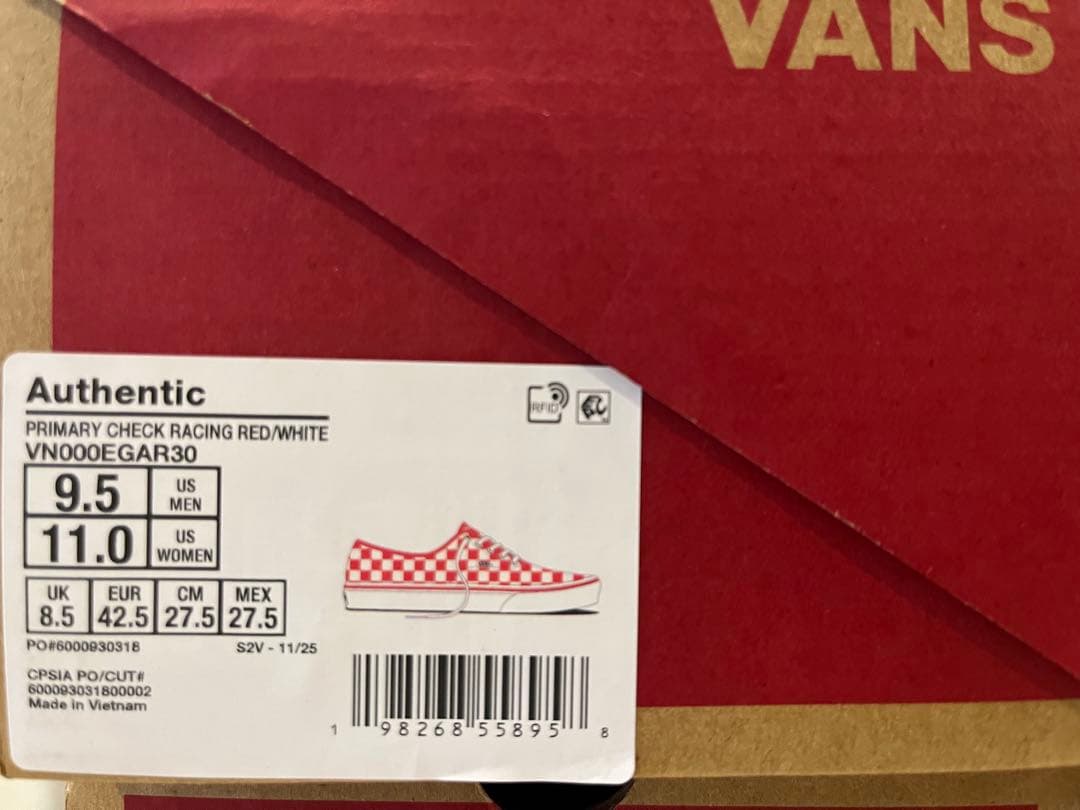 VANS
Authentic
RFID
PRIMARY CHECK RACING RED/WHITE
VN000EGAR30
9.5 US MEN
11.0 US WOMEN
UK EUR CM MEX
8.5 42.5 27.5 27.5
PO#6000930318 S2V - 11/25
CPSIA PO/CUT#
600093031800002
Made in Vietnam
1 98268 55895 8